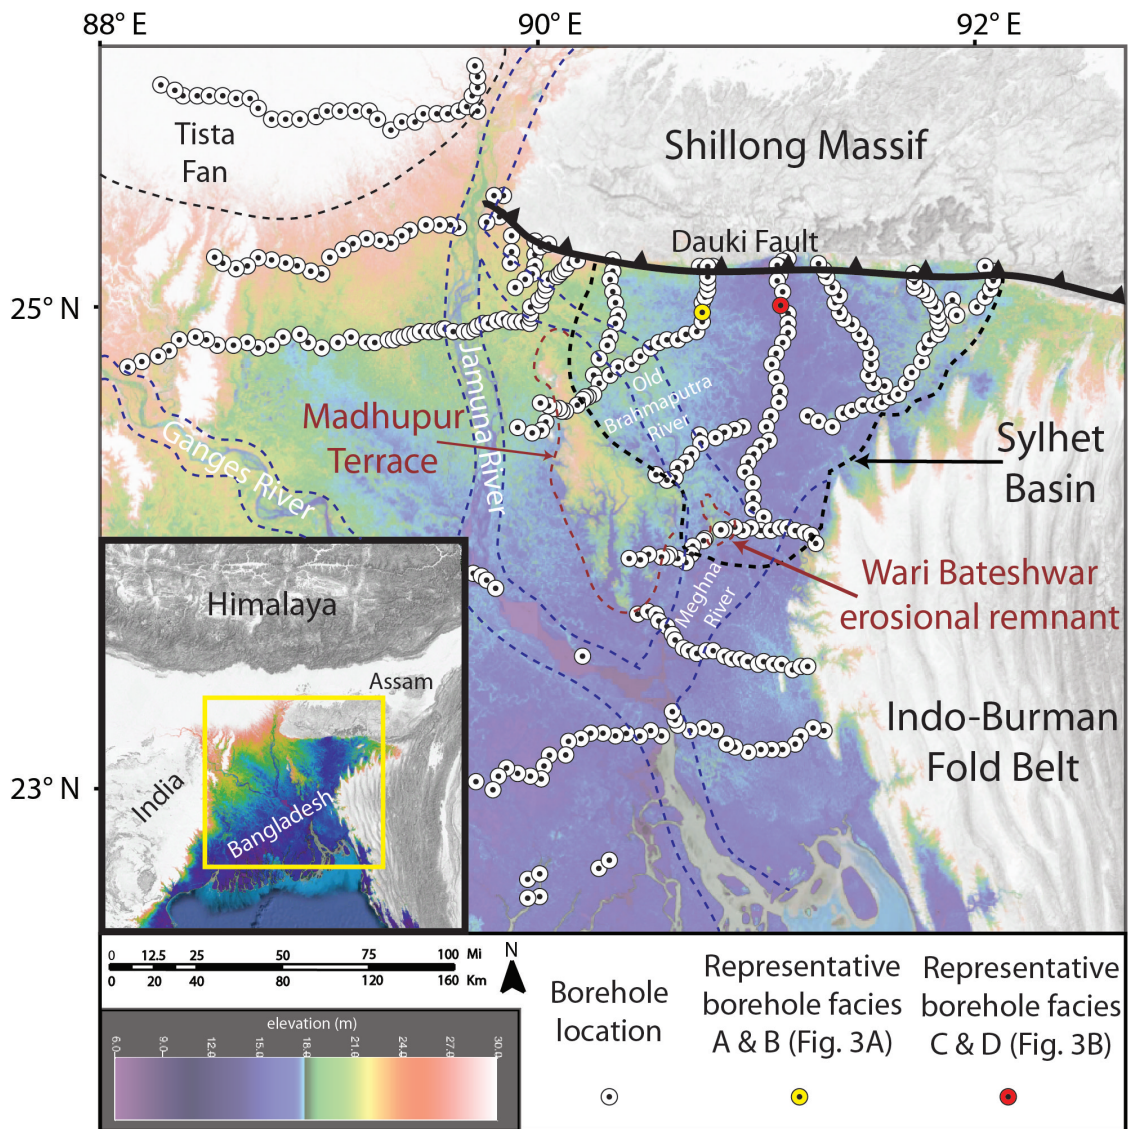 88° E
90° E
92° E
Tista
Fan
Shillong Massif
Dauki Fault
25° N
Jamuna River
Old
Brahmaputra
River
Madhupur
Terrace
Ganges River
Sylhet
Basin
Wari Bateshwar
erosional remnant
Meghna
River
Himalaya
Assam
India
Bangladesh
Indo-Burman
Fold Belt
23° N
0 12.5 25 50 75 100 Mi
0 20 40 80 120 160 Km
N
elevation (m)
6.0 9.0 12.0 15.0 18.0 21.0 24.0 27.0 30.0
Borehole
location
Representative
borehole facies
A & B (Fig. 3A)
Representative
borehole facies
C & D (Fig. 3B)